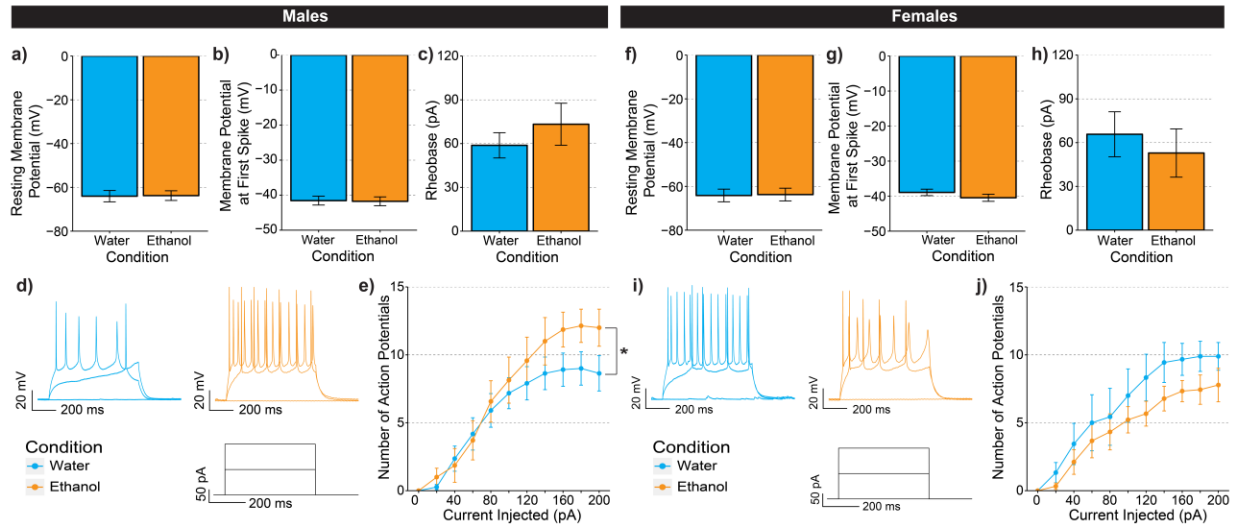 Males
Females
a)
Resting Membrane
Potential (mV)
0
−20
−40
−60
−80
Water
Ethanol
Condition
b)
Membrane Potential
at First Spike (mV)
0
−10
−20
−30
−40
−50
Water
Ethanol
Condition
c)
Rheobase (pA)
120
90
60
30
0
Water
Ethanol
Condition
f)
Resting Membrane
Potential (mV)
0
−20
−40
−60
−80
Water
Ethanol
Condition
g)
Membrane Potential
at First Spike (mV)
0
−10
−20
−30
−40
−50
Water
Ethanol
Condition
h)
Rheobase (pA)
120
90
60
30
0
Water
Ethanol
Condition
d)
20 mV
200 ms
20 mV
200 ms
Condition
Water
Ethanol
50 pA
200 ms
e)
Number of Action Potentials
15
10
5
0
0 40 80 120 160 200
Current Injected (pA)
*
i)
20 mV
200 ms
20 mV
200 ms
Condition
Water
Ethanol
50 pA
200 ms
j)
Number of Action Potentials
15
10
5
0
0 40 80 120 160 200
Current Injected (pA)